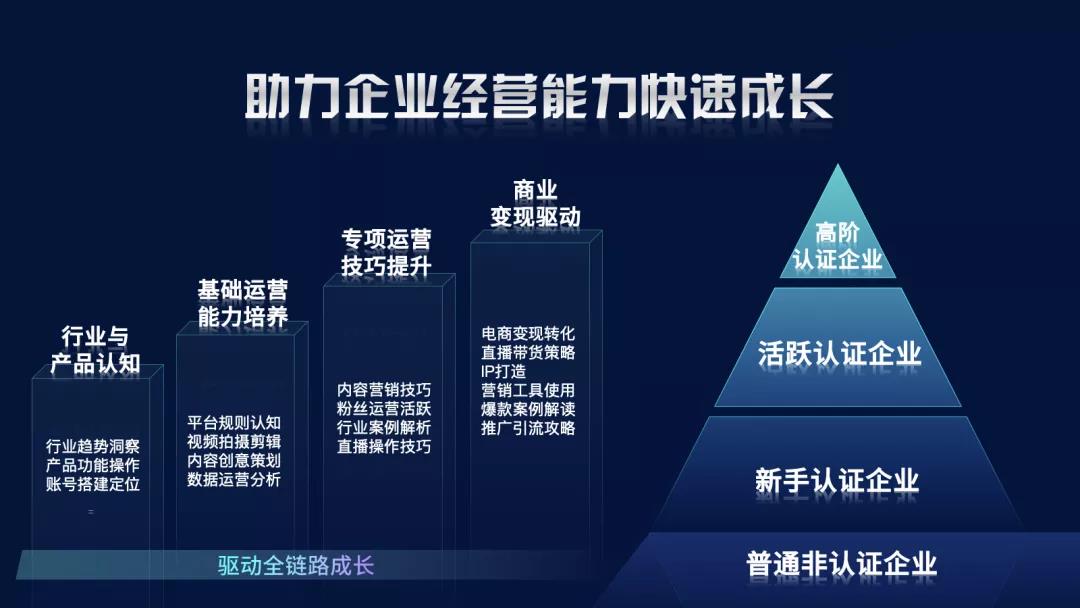 助力企业经营能力快速成长
行业与
产品认知
行业趋势洞察
产品功能操作
账号搭建定位
=
基础运营
能力培养
平台规则认知
视频拍摄剪辑
内容创意策划
数据运营分析
专项运营
技巧提升
内容营销技巧
粉丝运营活跃
行业案例解析
直播操作技巧
商业
变现驱动
电商变现转化
直播带货策略
IP打造
营销工具使用
爆款案例解读
推广引流攻略
驱动全链路成长
高阶
认证企业
活跃认证企业
新手认证企业
普通非认证企业